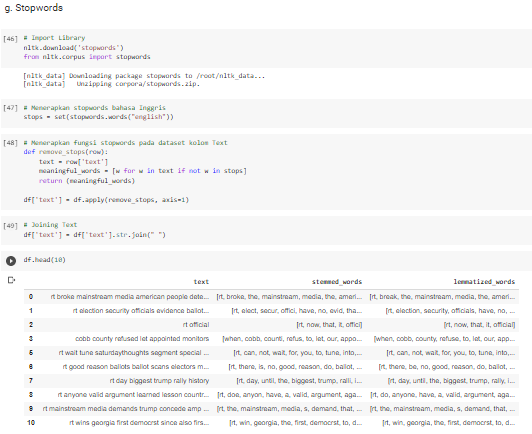 g. Stopwords
[46] # Import Library
nltk.download('stopwords')
from nltk.corpus import stopwords
[nltk_data] Downloading package stopwords to /root/nltk_data...
[nltk_data]   Unzipping corpora/stopwords.zip.
[47] # Menerapkan stopwords bahasa inggris
stops = set(stopwords.words("english"))
[48] # Menerapkan fungsi stopwords pada dataset kolom Text
def remove_stops(row):
text = row['text']
meaningful_words = [w for w in text if not w in stops]
return (meaningful_words)
df['text'] = df.apply(remove_stops, axis=1)
[49] # Joining Text
df['text'] = df['text'].str.join(" ")
df.head(10)
text stemmed_words lemmatized_words
0 rt broke mainstream media american people dete... [rt, broke, the, mainstream, media, the, ameri... [rt, break, the, mainstream, media, the, ameri...
1 rt election security officials evidence ballot... [rt, elect, secur, offici, have, no, evid, tha... [rt, election, security, officials, have, no, ...
2 rt official [rt, now, that, it, offici] [rt, now, that, it, official]
3 cobb county refused let appointed monitors [when, cobb, counti, refus, to, let, our, appo... [when, cobb, county, refuse, to, let, our, app...
5 rt wait tune saturdaythoughts segment special ... [rt, can, not, wait, for, you, to, tune, into,... [rt, can, not, wait, for, you, to, tune, into,...
6 rt good reason ballots ballot scans electors m... [rt, there, is, no, good, reason, do, ballot, ... [rt, there, be, no, good, reason, do, ballot, ...
7 rt day biggest trump rally history [rt, day, until, the, biggest, trump, ralli, i... [rt, day, until, the, biggest, trump, rally, i...
8 rt anyone valid argument learned lesson countr... [rt, doe, anyon, have, a, valid, argument, aga... [rt, do, anyone, have, a, valid, argument, aga...
9 rt mainstream media demands trump concede amp ... [rt, the, mainstream, media, s, demand, that, ... [rt, the, mainstream, media, s, demand, that, ...
10 rt wins georgia first democrat since also firs... [rt, win, georgia, the, first, democrat, to, d... [rt, win, georgia, the, first, democrat, to, d...